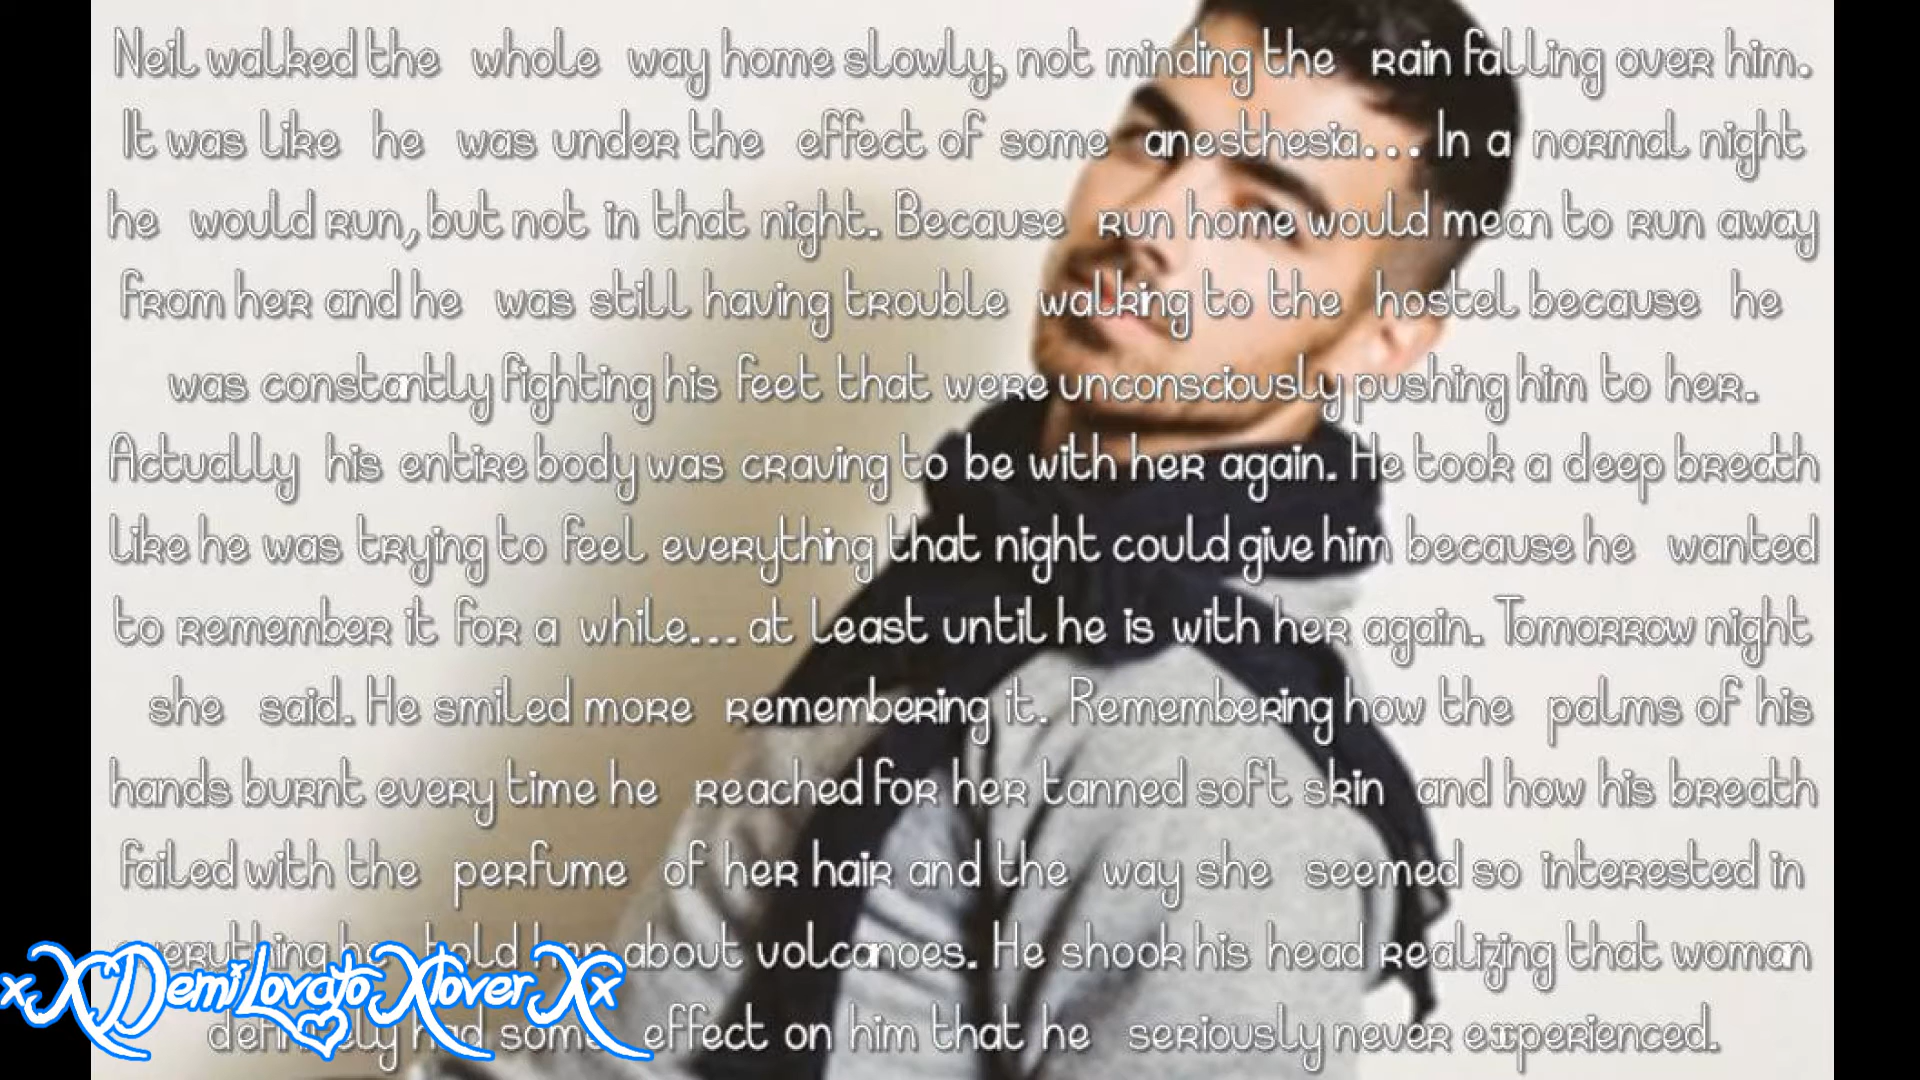 Neil walked the whole way home slowly, not minding the rain falling over him.
It was like he was under the effect of some anesthesia... In a normal night
he would run, but not in that night. Because run home would mean to run away
from her and he was still having trouble walking to the hostel because he
was constantly fighting his feet that were unconsciously pushing him to her.
Actually his entire body was craving to be with her again. He took a deep breath
like he was trying to feel everything that night could give him because he wanted
to remember it for a while... at least until he is with her again. Tomorrow night
she said. He smiled more remembering it. Remembering how the palms of his
hands burnt every time he reached for her tanned soft skin and how his breath
failed with the perfume of her hair and the way she seemed so interested in
everything he told her about volcanoes. He shook his head realizing that woman
definitely had some effect on him that he seriously never experienced.
xXDemiLovatoXloverXx